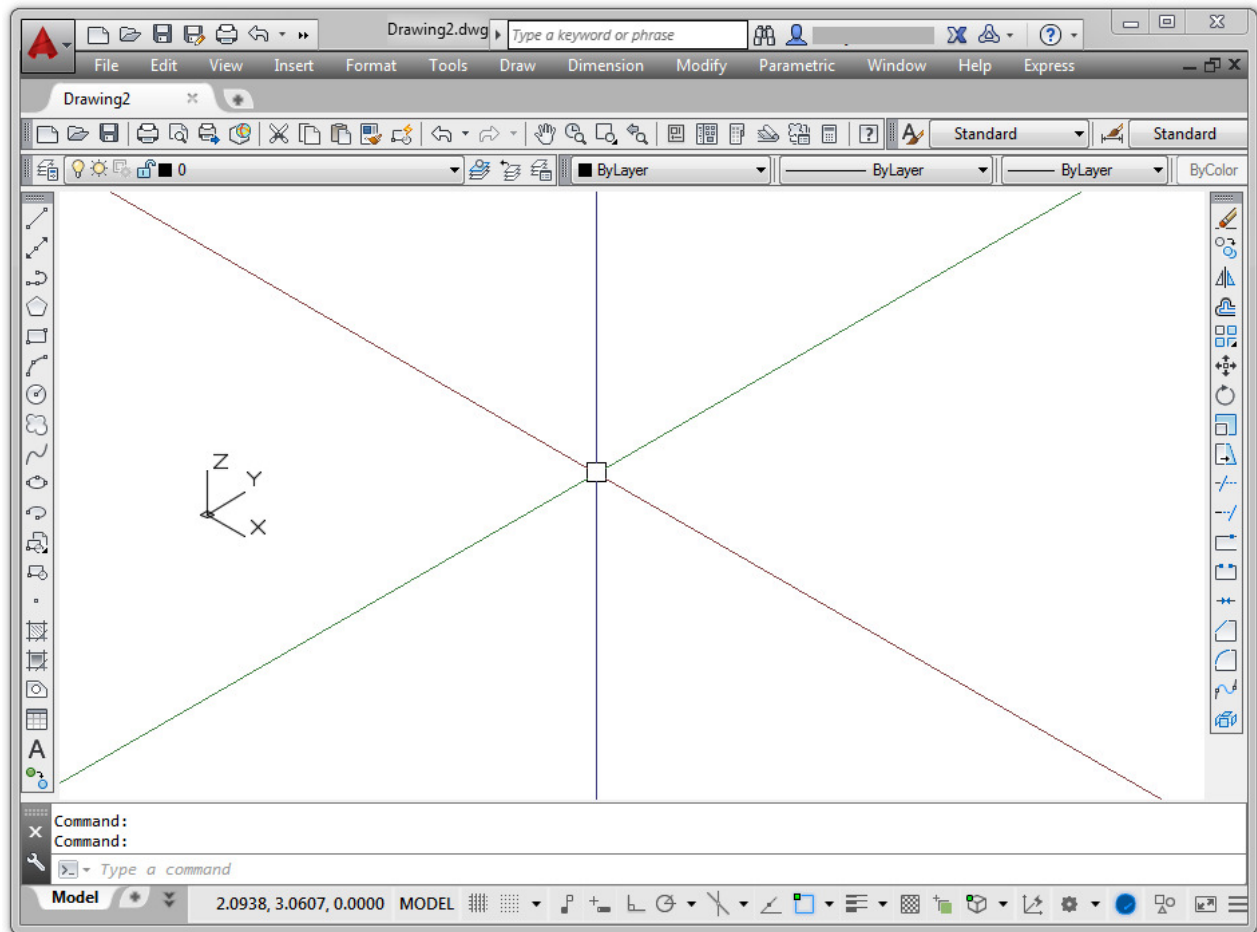 Drawing2.dwg Type a keyword or phrase
File Edit View Insert Format Tools Draw Dimension Modify Parametric Window Help Express
Drawing2
Standard Standard
0 ByLayer ByLayer ByLayer ByColor
Z
Y
X
A
Command:
Command:
Type a command
Model 2.0938, 3.0607, 0.0000 MODEL